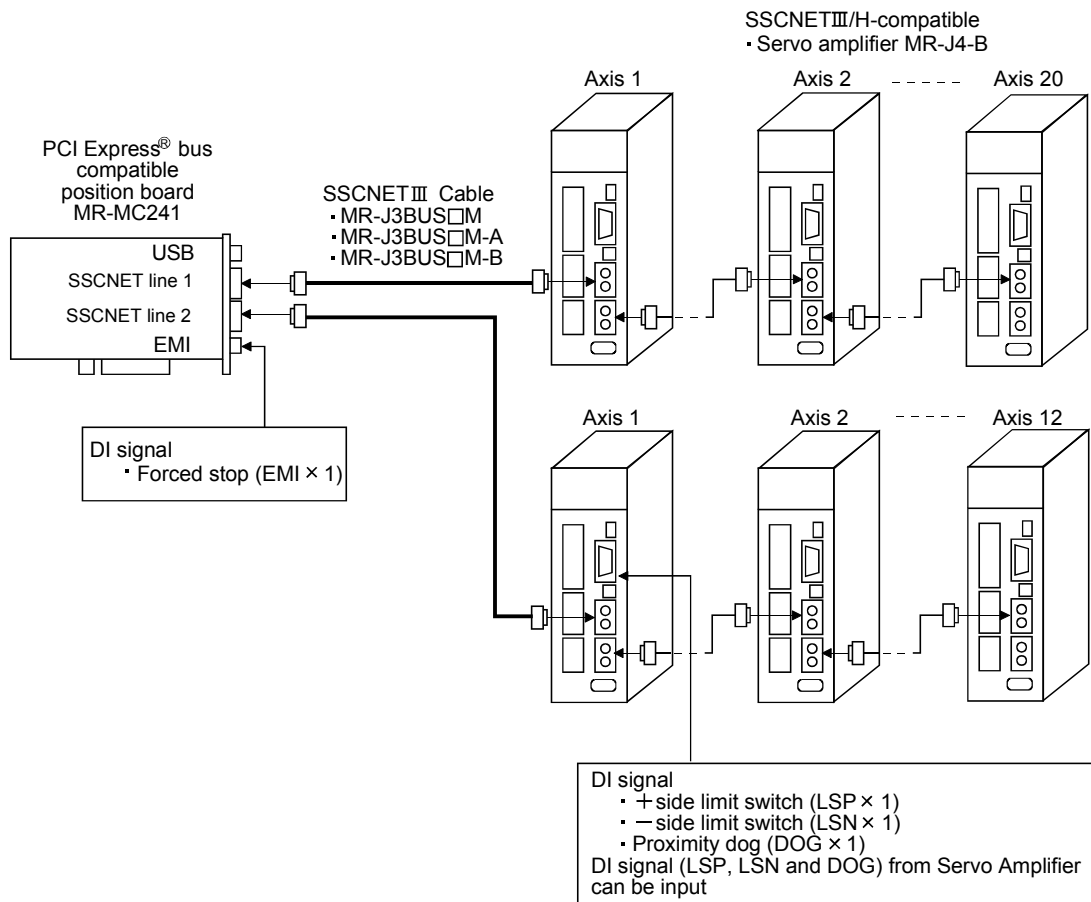 SSCNETⅢ/H-compatible
・Servo amplifier MR-J4-B
Axis 1
Axis 2
Axis 20
PCI Express® bus
compatible
position board
MR-MC241
SSCNETⅢ Cable
・MR-J3BUS□M
・MR-J3BUS□M-A
・MR-J3BUS□M-B
USB
SSCNET line 1
SSCNET line 2
EMI
DI signal
・Forced stop (EMI × 1)
Axis 1
Axis 2
Axis 12
DI signal
・+side limit switch (LSP × 1)
・−side limit switch (LSN × 1)
・Proximity dog (DOG × 1)
DI signal (LSP, LSN and DOG) from Servo Amplifier
can be input